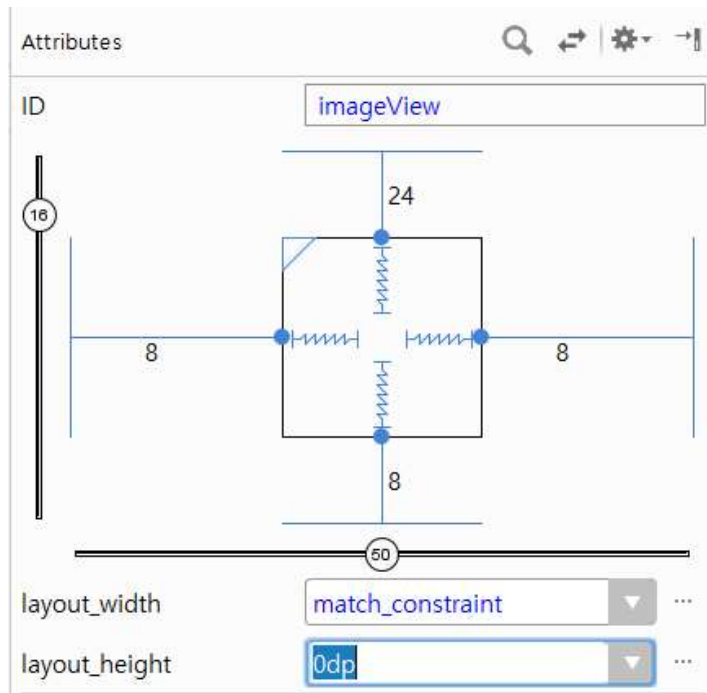 Attributes
ID
imageView
24
16
8
8
8
50
layout_width
match_constraint
...
layout_height
0dp
...